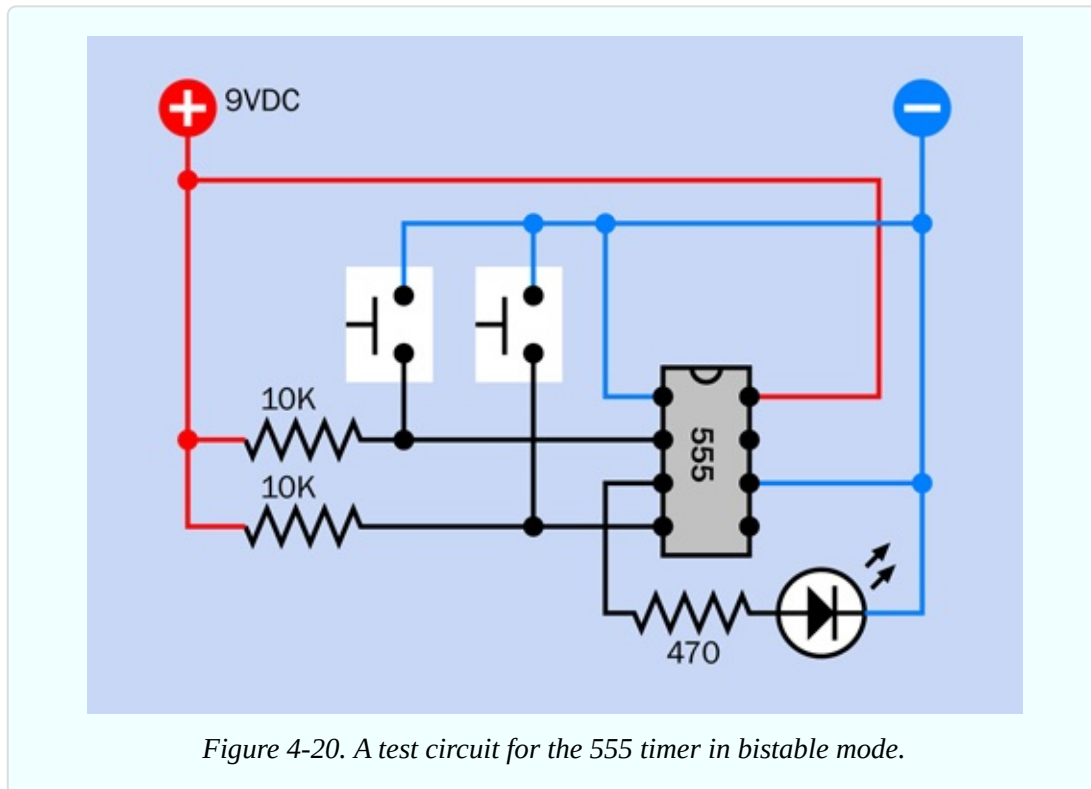 9VDC
10K
10K
555
470
Figure 4-20. A test circuit for the 555 timer in bistable mode.